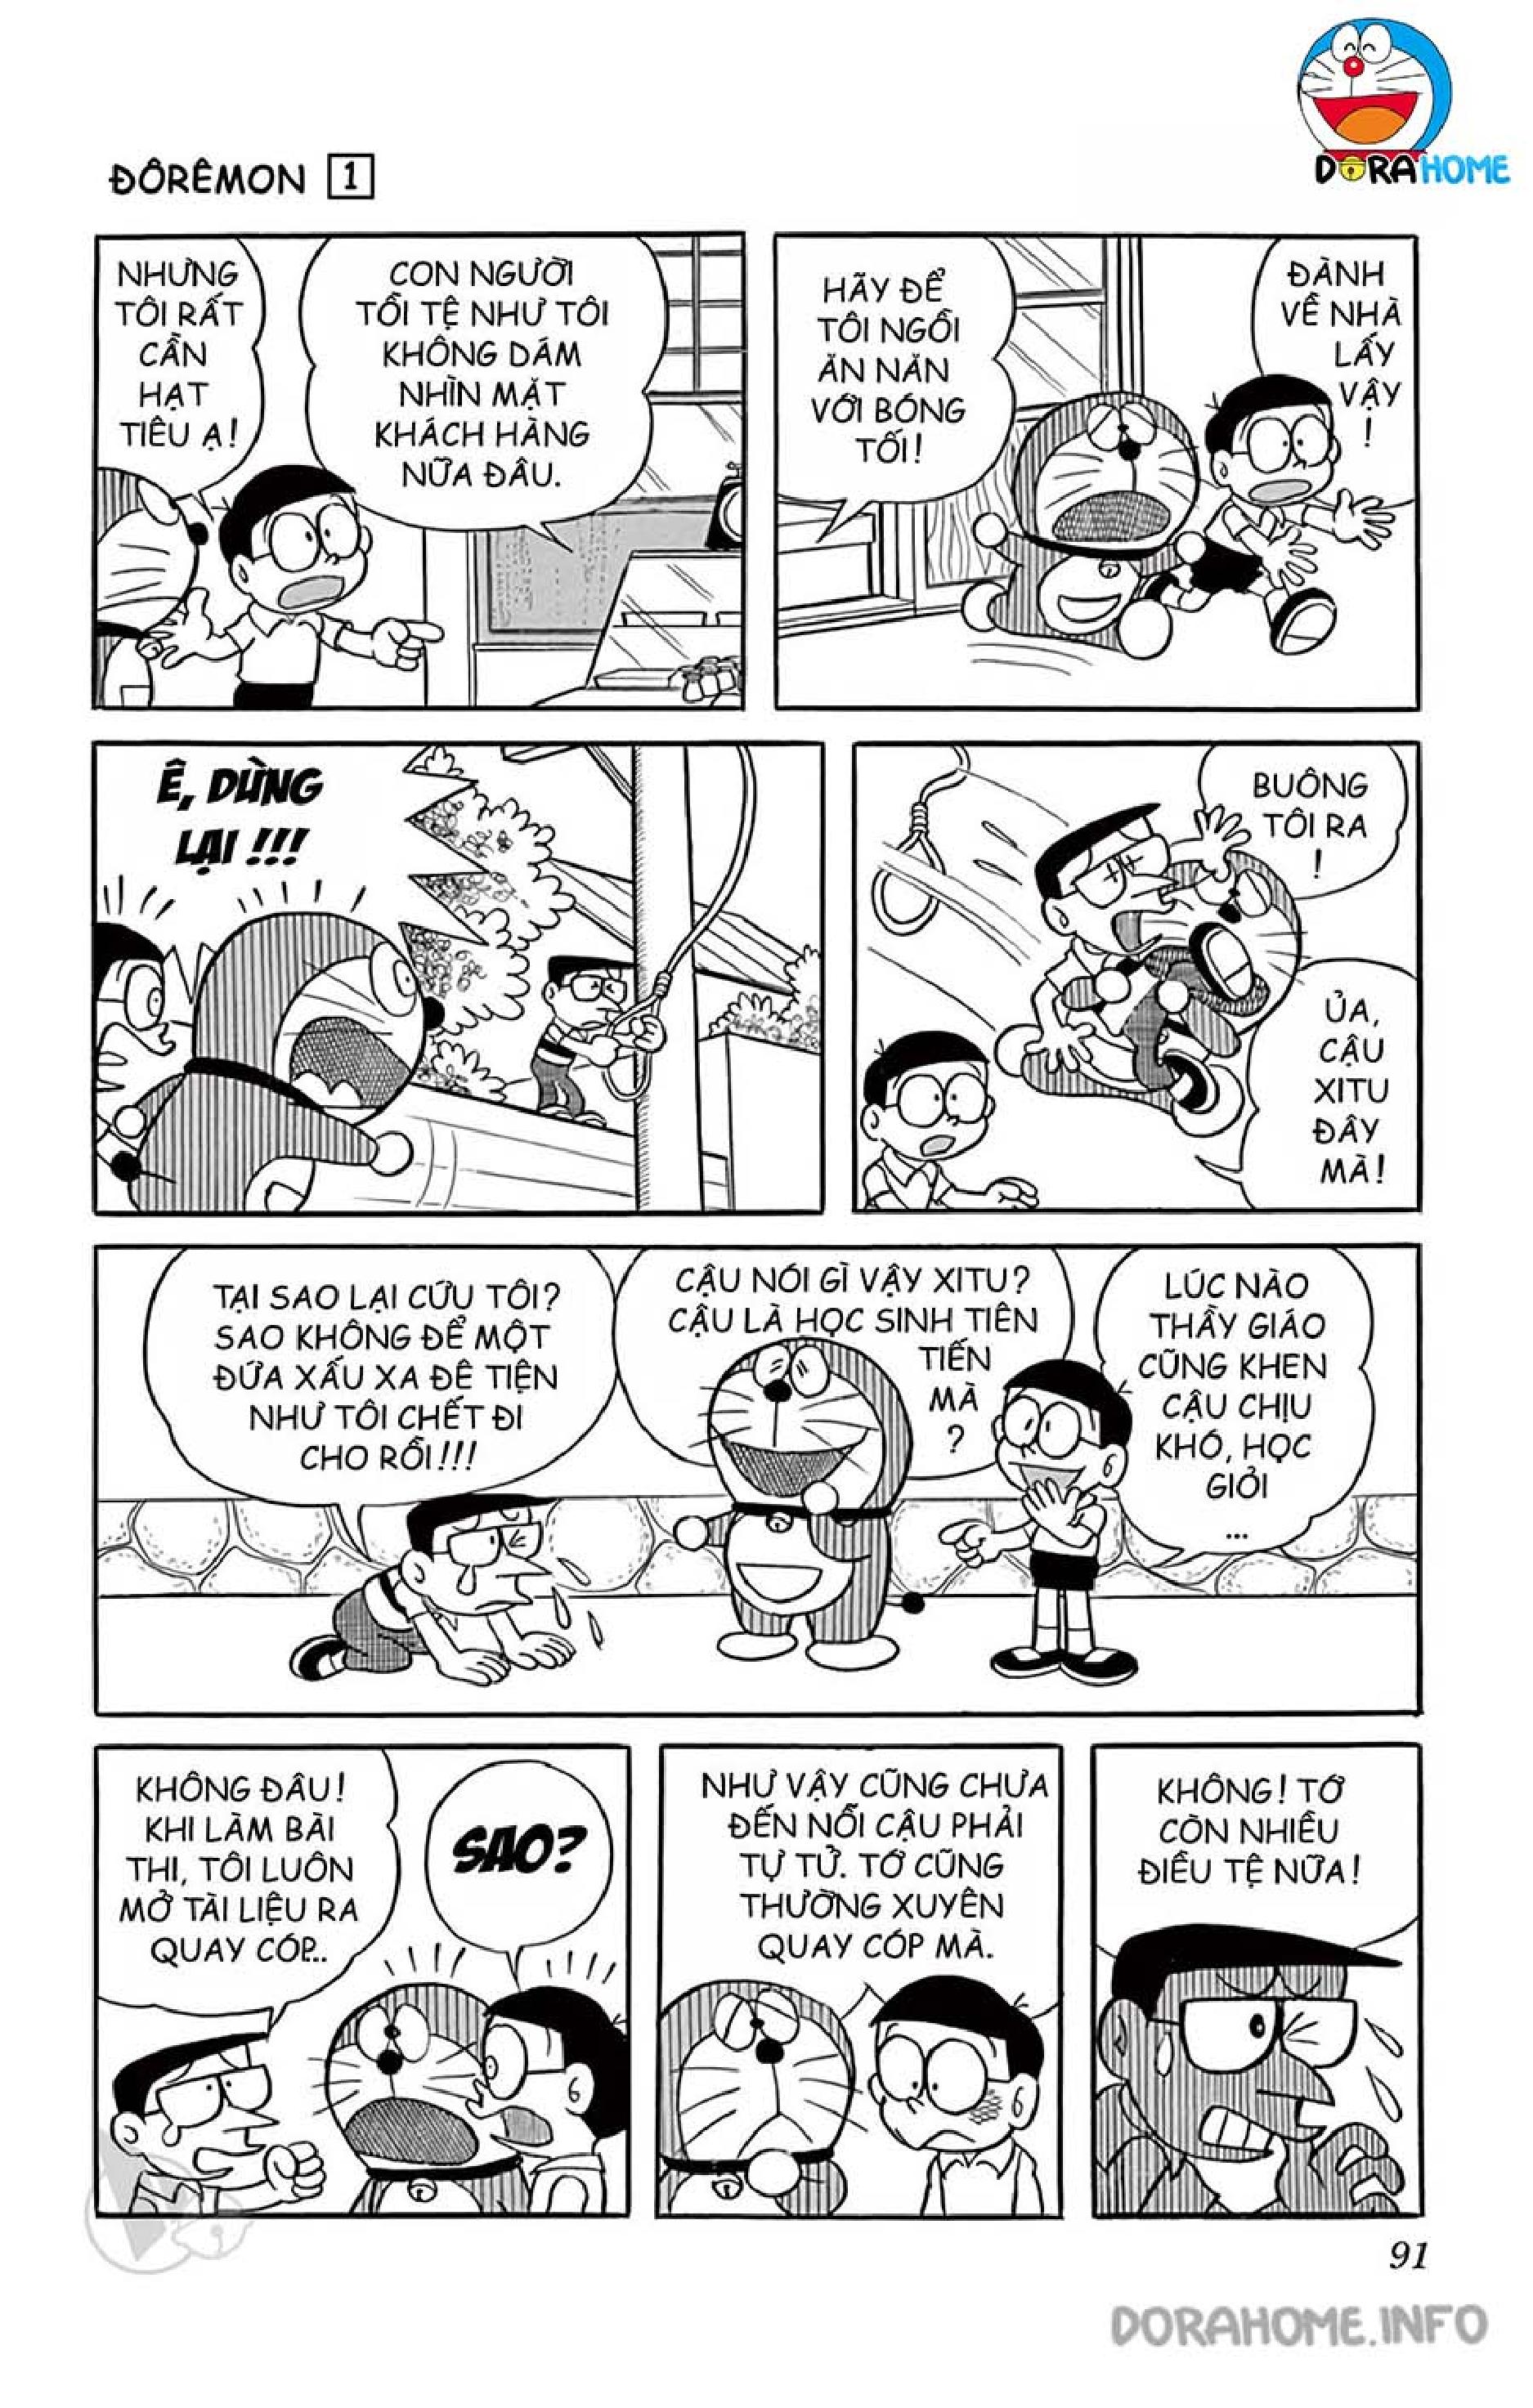 DORAHOME
ĐÔRÊMON 1
NHƯNG
TÔI RẤT
CẦN
HẠT
TIÊU Ạ!
CON NGƯỜI
TỒI TỆ NHƯ TÔI
KHÔNG DÁM
NHÌN MẶT
KHÁCH HÀNG
NỮA ĐÂU.
HÃY ĐỂ
TÔI NGỒI
ĂN NĂN
VỚI BÓNG
TỐI!
ĐÀNH
VỀ NHÀ
LẤY
VẬY
!
Ê, DỪNG
LẠI!!!
BUÔNG
TÔI RA
!
ỦA,
CẬU
XITU
ĐÂY
MÀ!
TẠI SAO LẠI CỨU TÔI?
SAO KHÔNG ĐỂ MỘT
ĐỨA XẤU XA ĐÊ TIỆN
NHƯ TÔI CHẾT ĐI
CHO RỒI!!!
CẬU NÓI GÌ VẬY XITU?
CẬU LÀ HỌC SINH TIÊN
TIẾN
MÀ
?
LÚC NÀO
THẦY GIÁO
CŨNG KHEN
CẬU CHỊU
KHÓ, HỌC
GIỎI
...
KHÔNG ĐÂU!
KHI LÀM BÀI
THI, TÔI LUÔN
MỞ TÀI LIỆU RA
QUAY CÓP...
SAO?
NHƯ VẬY CŨNG CHƯA
ĐẾN NỖI CẬU PHẢI
TỰ TỬ. TỚ CŨNG
THƯỜNG XUYÊN
QUAY CÓP MÀ.
KHÔNG! TỚ
CÒN NHIỀU
ĐIỀU TỆ NỮA!
91
DORAHOME.INFO